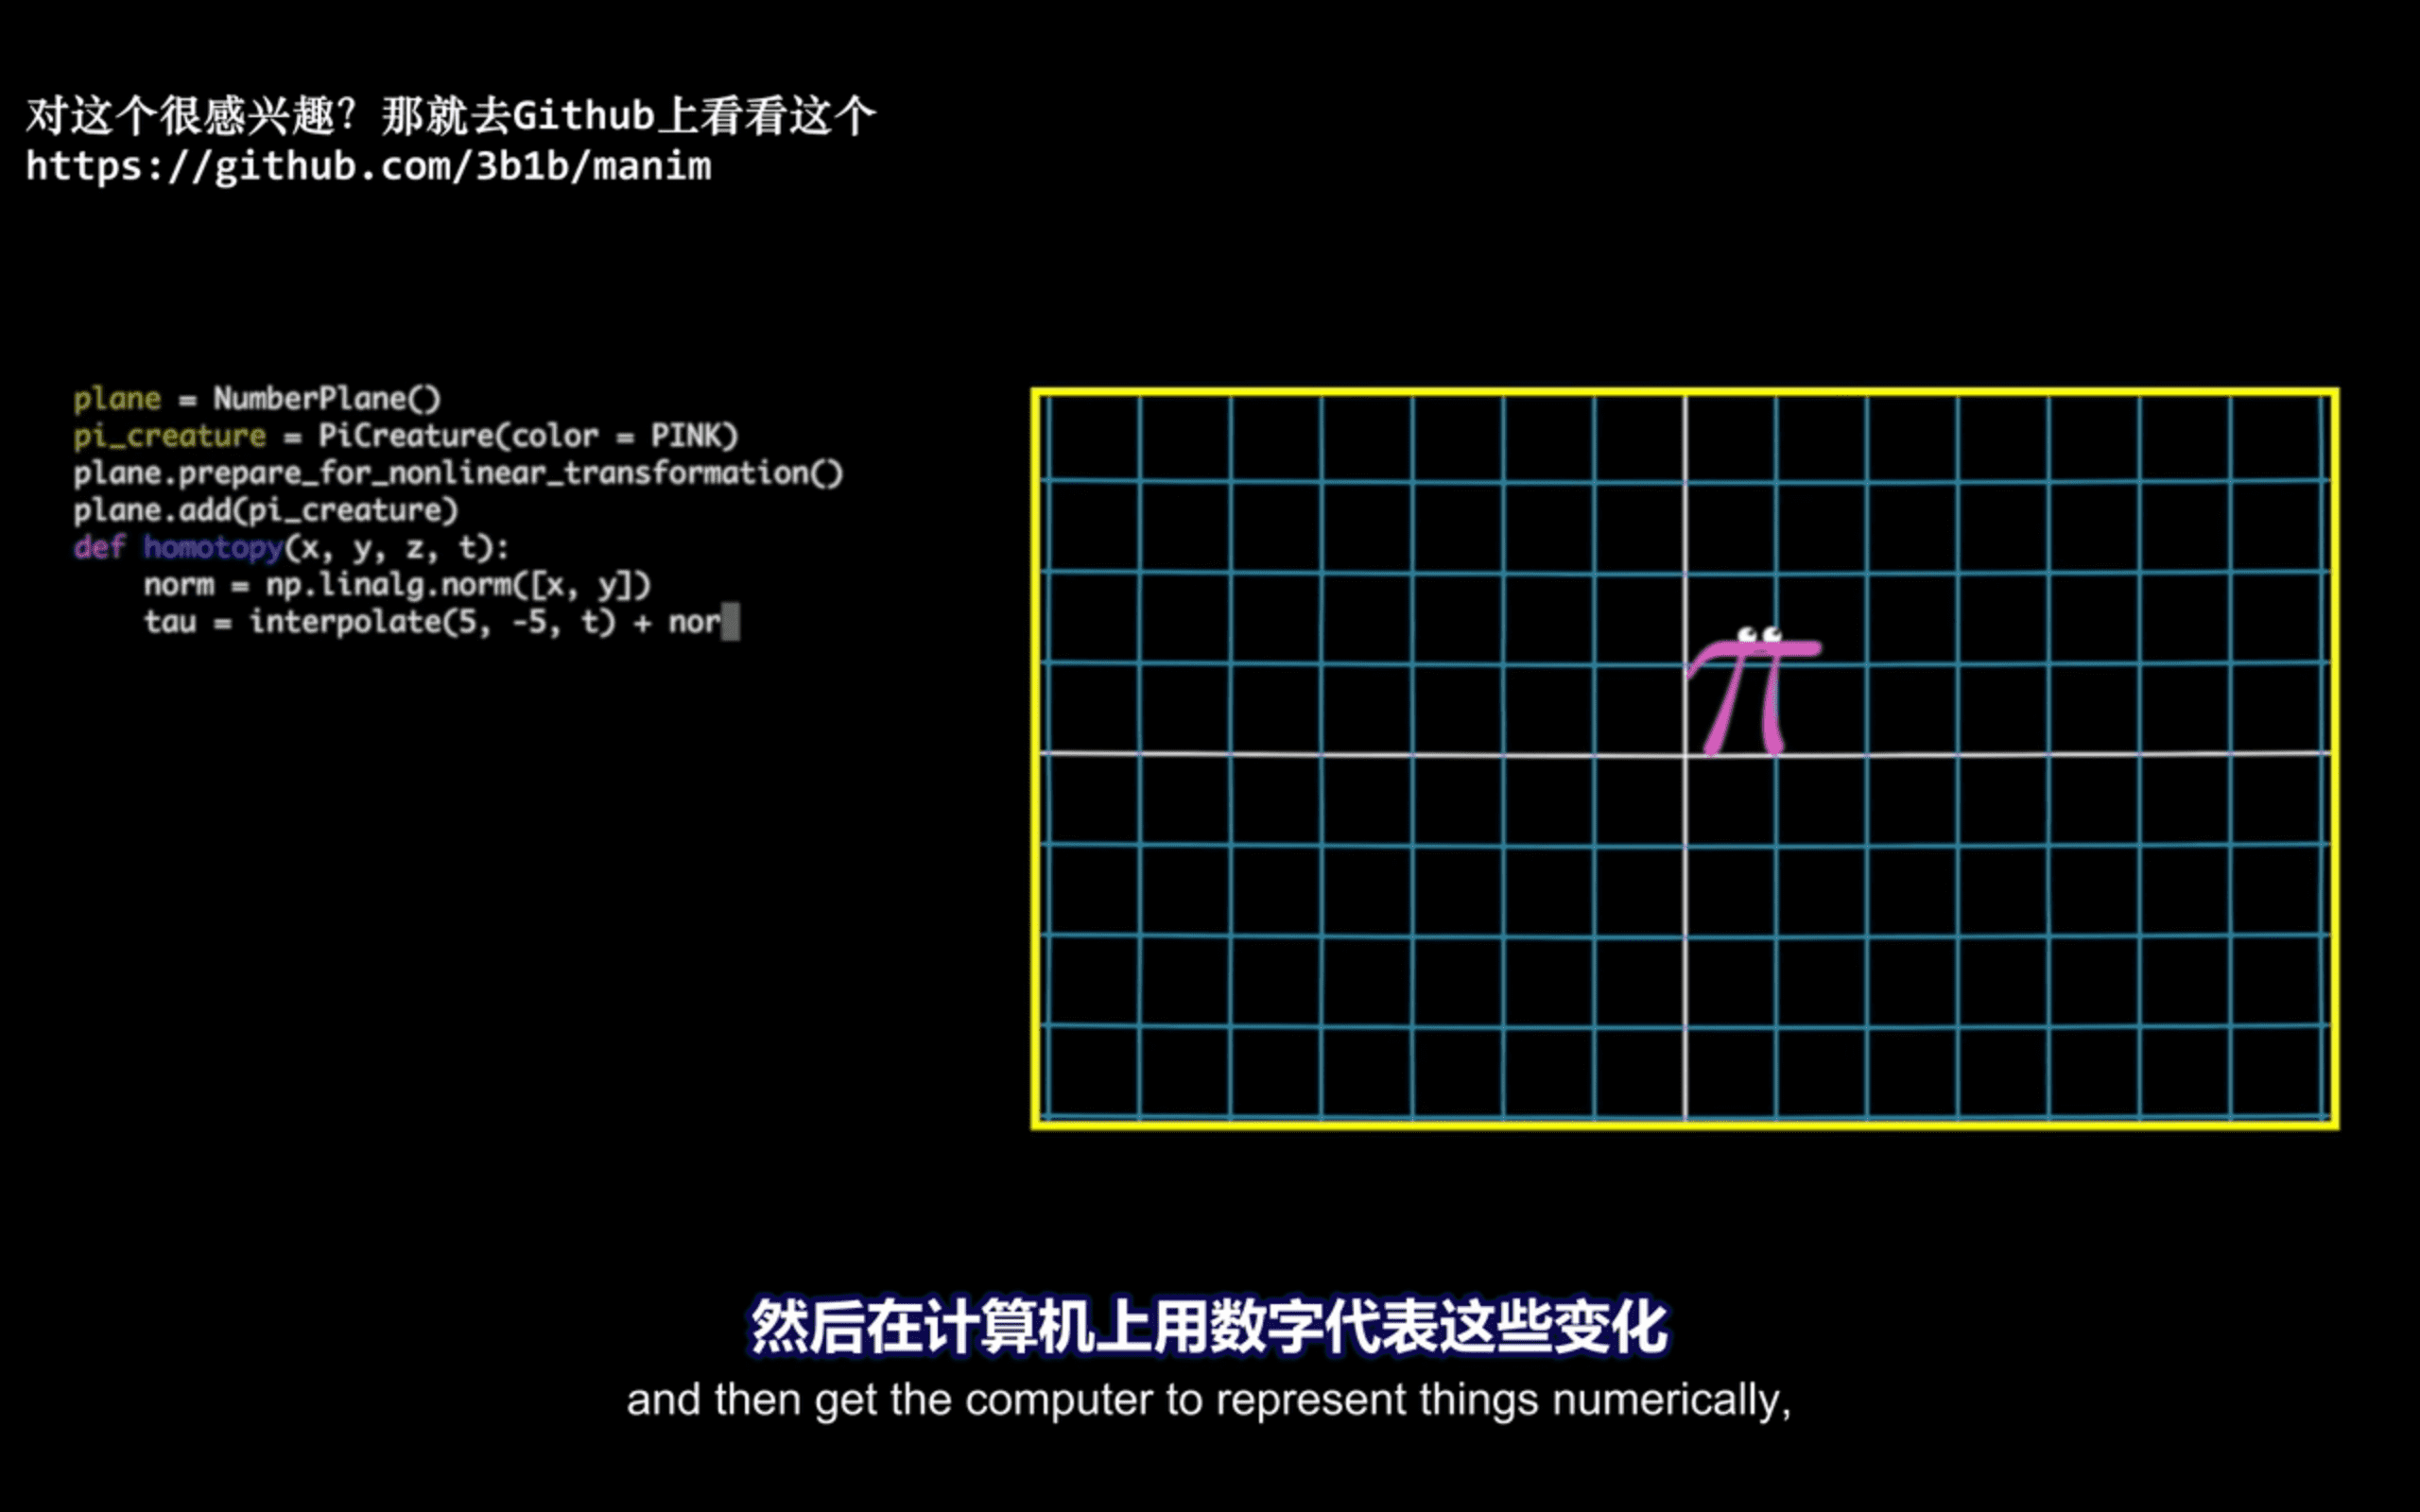 对这个很感兴趣？那就去Github上看看这个
https://github.com/3b1b/manim
plane = NumberPlane()
pi_creature = PiCreature(color = PINK)
plane.prepare_for_nonlinear_transformation()
plane.add(pi_creature)
def homotopy(x, y, z, t):
    norm = np.linalg.norm([x, y])
    tau = interpolate(5, -5, t) + nor
π
然后在计算机上用数字代表这些变化
and then get the computer to represent things numerically,